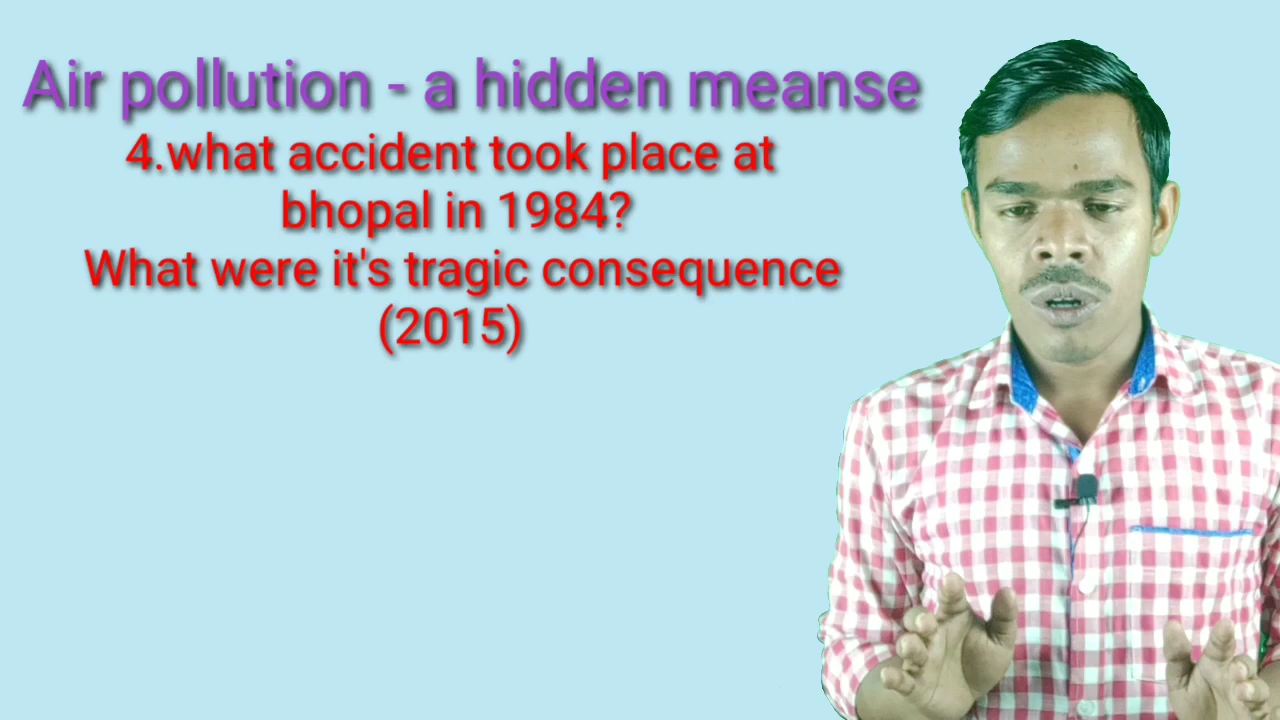 Air pollution - a hidden meanse
4.what accident took place at
bhopal in 1984?
What were it's tragic consequence
(2015)